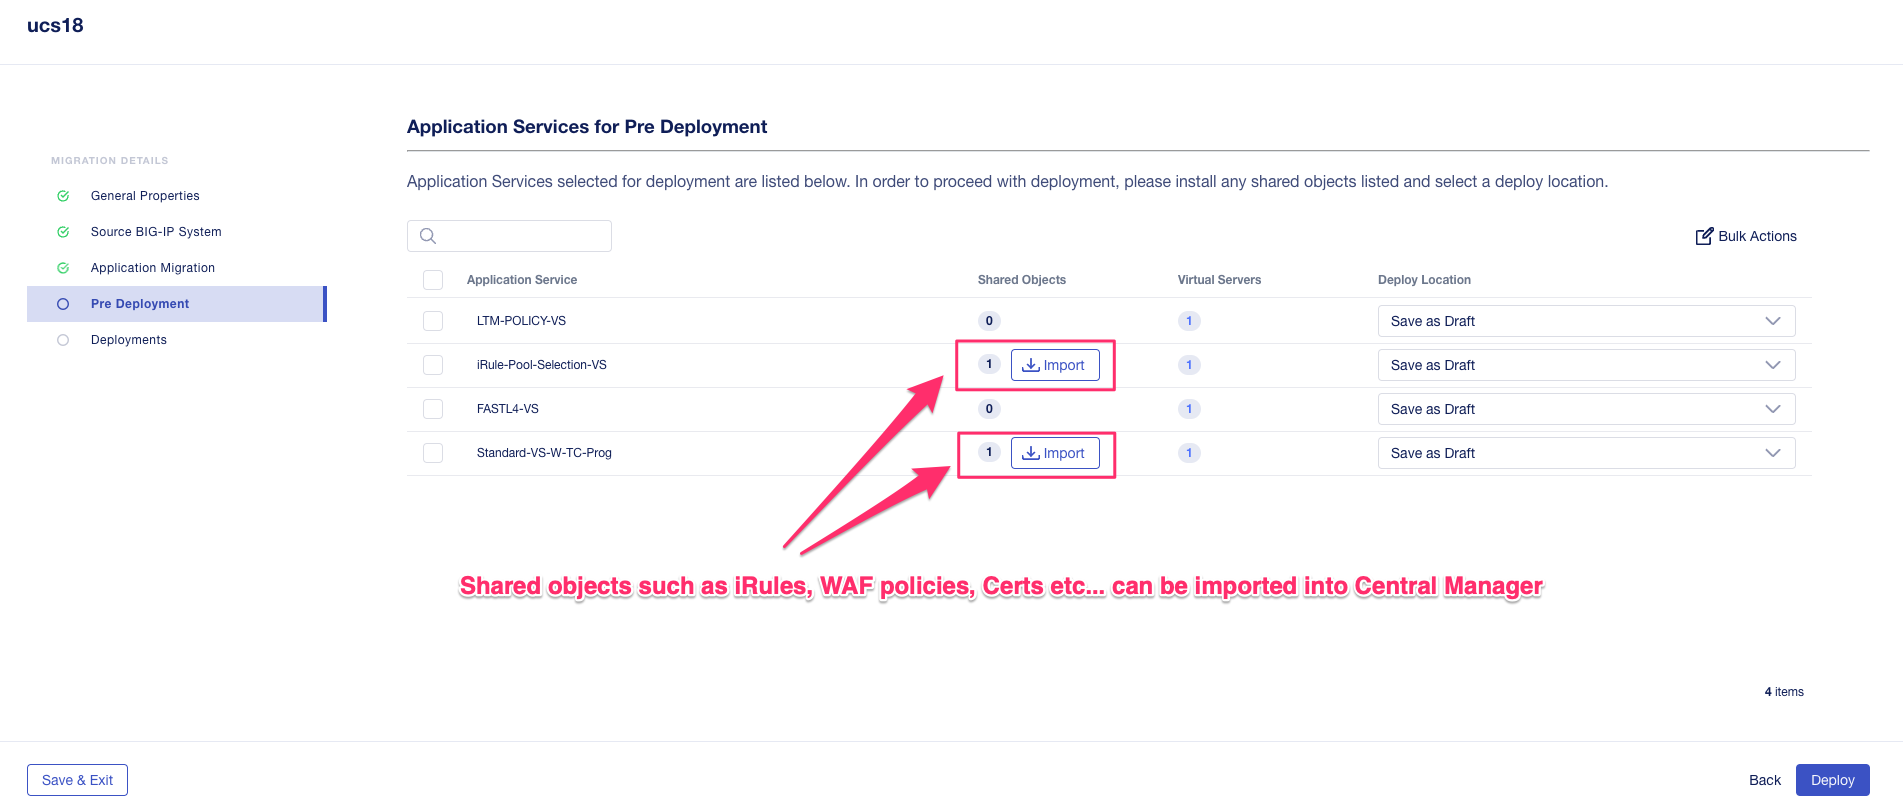 ucs18
MIGRATION DETAILS
General Properties
Source BIG-IP System
Application Migration
Pre Deployment
Deployments
Application Services for Pre Deployment
Application Services selected for deployment are listed below. In order to proceed with deployment, please install any shared objects listed and select a deploy location.
Bulk Actions
Application Service Shared Objects Virtual Servers Deploy Location
LTM-POLICY-VS 0 1 Save as Draft
iRule-Pool-Selection-VS 1 Import 1 Save as Draft
FASTL4-VS 0 1 Save as Draft
Standard-VS-W-TC-Prog 1 Import 1 Save as Draft
Shared objects such as iRules, WAF policies, Certs etc... can be imported into Central Manager
4 items
Save & Exit
Back Deploy